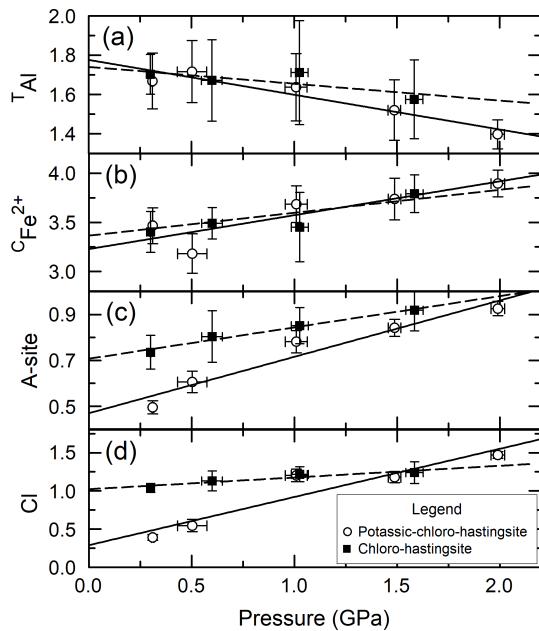 (a)
2.0
1.8
1.6
1.4
TAl
(b)
4.0
3.5
3.0
CFe2+
(c)
0.9
0.7
0.5
A-site
(d)
1.5
1.0
0.5
0.0
Cl
Legend
Potassic-chloro-hastingsite
Chloro-hastingsite
0.0 0.5 1.0 1.5 2.0
Pressure (GPa)